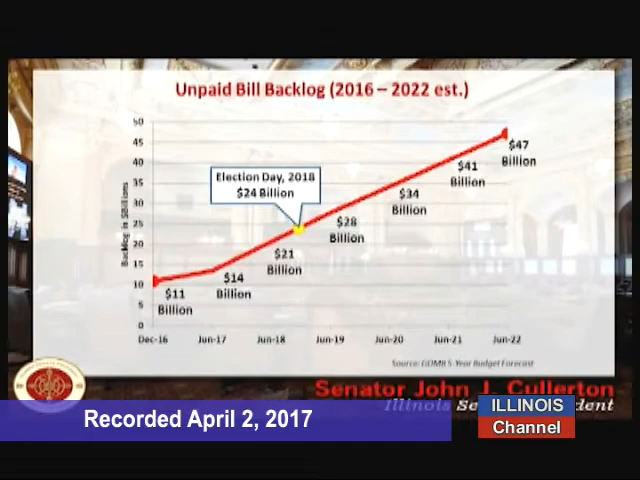 Unpaid Bill Backlog (2016 – 2022 est.)
Backlog in $Billions
50
45
40
35
30
25
20
15
10
5
0
Election Day, 2018
$24 Billion
$11
Billion
$14
Billion
$21
Billion
$28
Billion
$34
Billion
$41
Billion
$47
Billion
Dec-16 Jun-17 Jun-18 Jun-19 Jun-20 Jun-21 Jun-22
Source: GOMB 5-Year Budget Forecast
Senator John J. Cullerton
Illinois Se dent
Recorded April 2, 2017
ILLINOIS
Channel